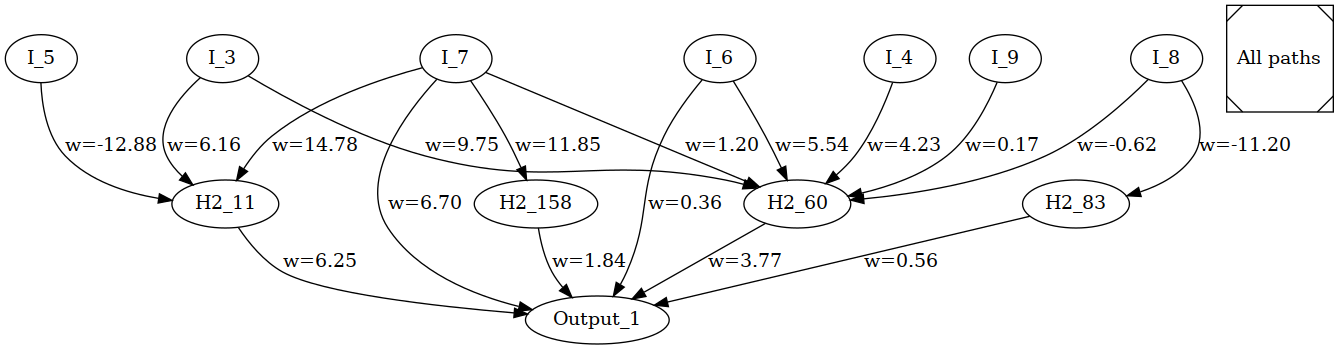 I_5
I_3
I_7
I_6
I_4
I_9
I_8
All paths
w=-12.88
w=6.16
w=14.78
w=9.75
w=11.85
w=1.20
w=5.54
w=4.23
w=0.17
w=-0.62
w=-11.20
H2_11
w=6.70
H2_158
w=0.36
H2_60
H2_83
w=6.25
w=1.84
w=3.77
w=0.56
Output_1